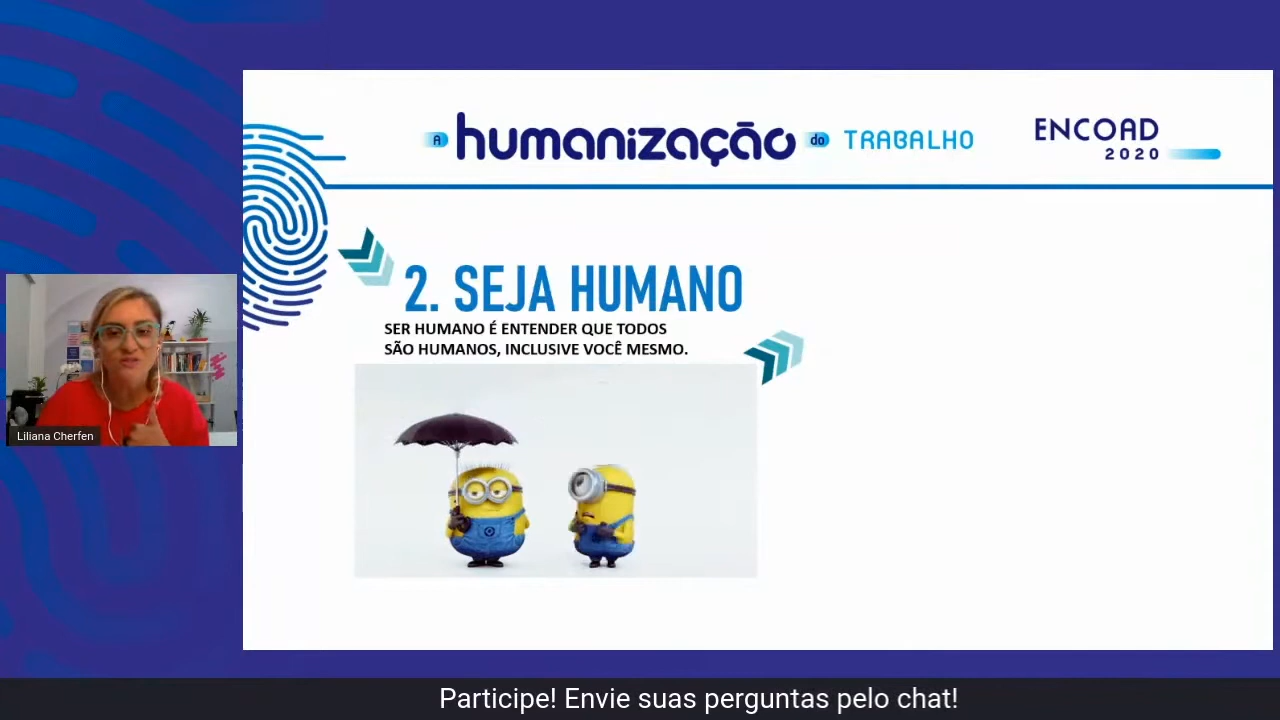 A humanização do TRABALHO
ENCOAD
2020
2. SEJA HUMANO
SER HUMANO É ENTENDER QUE TODOS
SÃO HUMANOS, INCLUSIVE VOCÊ MESMO.
Liliana Cherfen
Participe! Envie suas perguntas pelo chat!